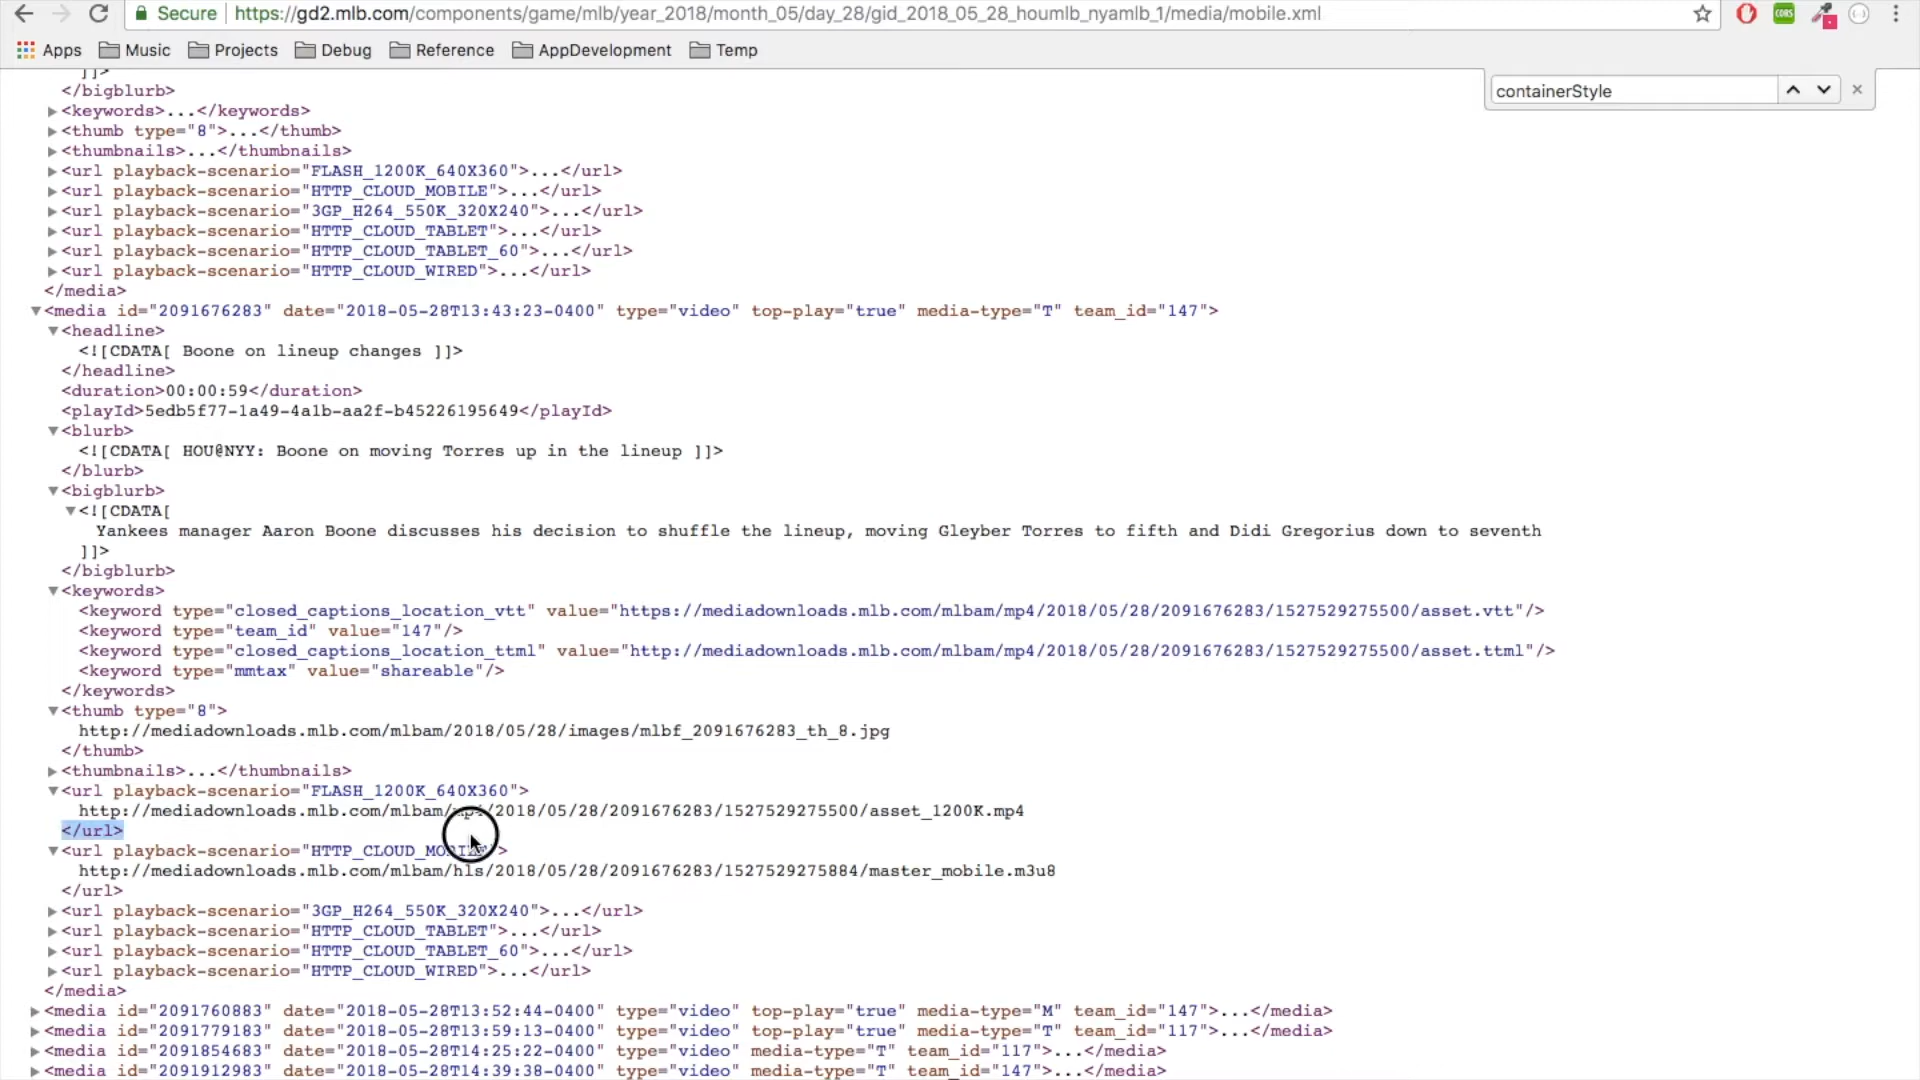 Secure https://gd2.mlb.com/components/game/mlb/year_2018/month_05/day_28/gid_2018_05_28_houmlb_nyamlb_1/media/mobile.xml
CORS
Apps Music Projects Debug Reference AppDevelopment Temp
containerStyle
]]>
</bigblurb>
<keywords>...</keywords>
<thumb type="8">...</thumb>
<thumbnails>...</thumbnails>
<url playback-scenario="FLASH_1200K_640X360">...</url>
<url playback-scenario="HTTP_CLOUD_MOBILE">...</url>
<url playback-scenario="3GP_H264_550K_320X240">...</url>
<url playback-scenario="HTTP_CLOUD_TABLET">...</url>
<url playback-scenario="HTTP_CLOUD_TABLET_60">...</url>
<url playback-scenario="HTTP_CLOUD_WIRED">...</url>
</media>
<media id="2091676283" date="2018-05-28T13:43:23-0400" type="video" top-play="true" media-type="T" team_id="147">
<headline>
<![CDATA[ Boone on lineup changes ]]>
</headline>
<duration>00:00:59</duration>
<playId>5edb5f77-1a49-4a1b-aa2f-b45226195649</playId>
<blurb>
<![CDATA[ HOU@NYY: Boone on moving Torres up in the lineup ]]>
</blurb>
<bigblurb>
<![CDATA[
Yankees manager Aaron Boone discusses his decision to shuffle the lineup, moving Gleyber Torres to fifth and Didi Gregorius down to seventh
]]>
</bigblurb>
<keywords>
<keyword type="closed_captions_location_vtt" value="https://mediadownloads.mlb.com/mlbam/mp4/2018/05/28/2091676283/1527529275500/asset.vtt"/>
<keyword type="team_id" value="147"/>
<keyword type="closed_captions_location_ttml" value="http://mediadownloads.mlb.com/mlbam/mp4/2018/05/28/2091676283/1527529275500/asset.ttml"/>
<keyword type="mmtax" value="shareable"/>
</keywords>
<thumb type="8">
http://mediadownloads.mlb.com/mlbam/2018/05/28/images/mlbf_2091676283_th_8.jpg
</thumb>
<thumbnails>...</thumbnails>
<url playback-scenario="FLASH_1200K_640X360">
http://mediadownloads.mlb.com/mlbam/mp4/2018/05/28/2091676283/1527529275500/asset_1200K.mp4
</url>
<url playback-scenario="HTTP_CLOUD_MOBILE">
http://mediadownloads.mlb.com/mlbam/hls/2018/05/28/2091676283/1527529275884/master_mobile.m3u8
</url>
<url playback-scenario="3GP_H264_550K_320X240">...</url>
<url playback-scenario="HTTP_CLOUD_TABLET">...</url>
<url playback-scenario="HTTP_CLOUD_TABLET_60">...</url>
<url playback-scenario="HTTP_CLOUD_WIRED">...</url>
</media>
<media id="2091760883" date="2018-05-28T13:52:44-0400" type="video" top-play="true" media-type="M" team_id="147">...</media>
<media id="2091779183" date="2018-05-28T13:59:13-0400" type="video" top-play="true" media-type="T" team_id="117">...</media>
<media id="2091854683" date="2018-05-28T14:25:22-0400" type="video" media-type="T" team_id="117">...</media>
<media id="2091912983" date="2018-05-28T14:39:38-0400" type="video" media-type="T" team_id="147">...</media>